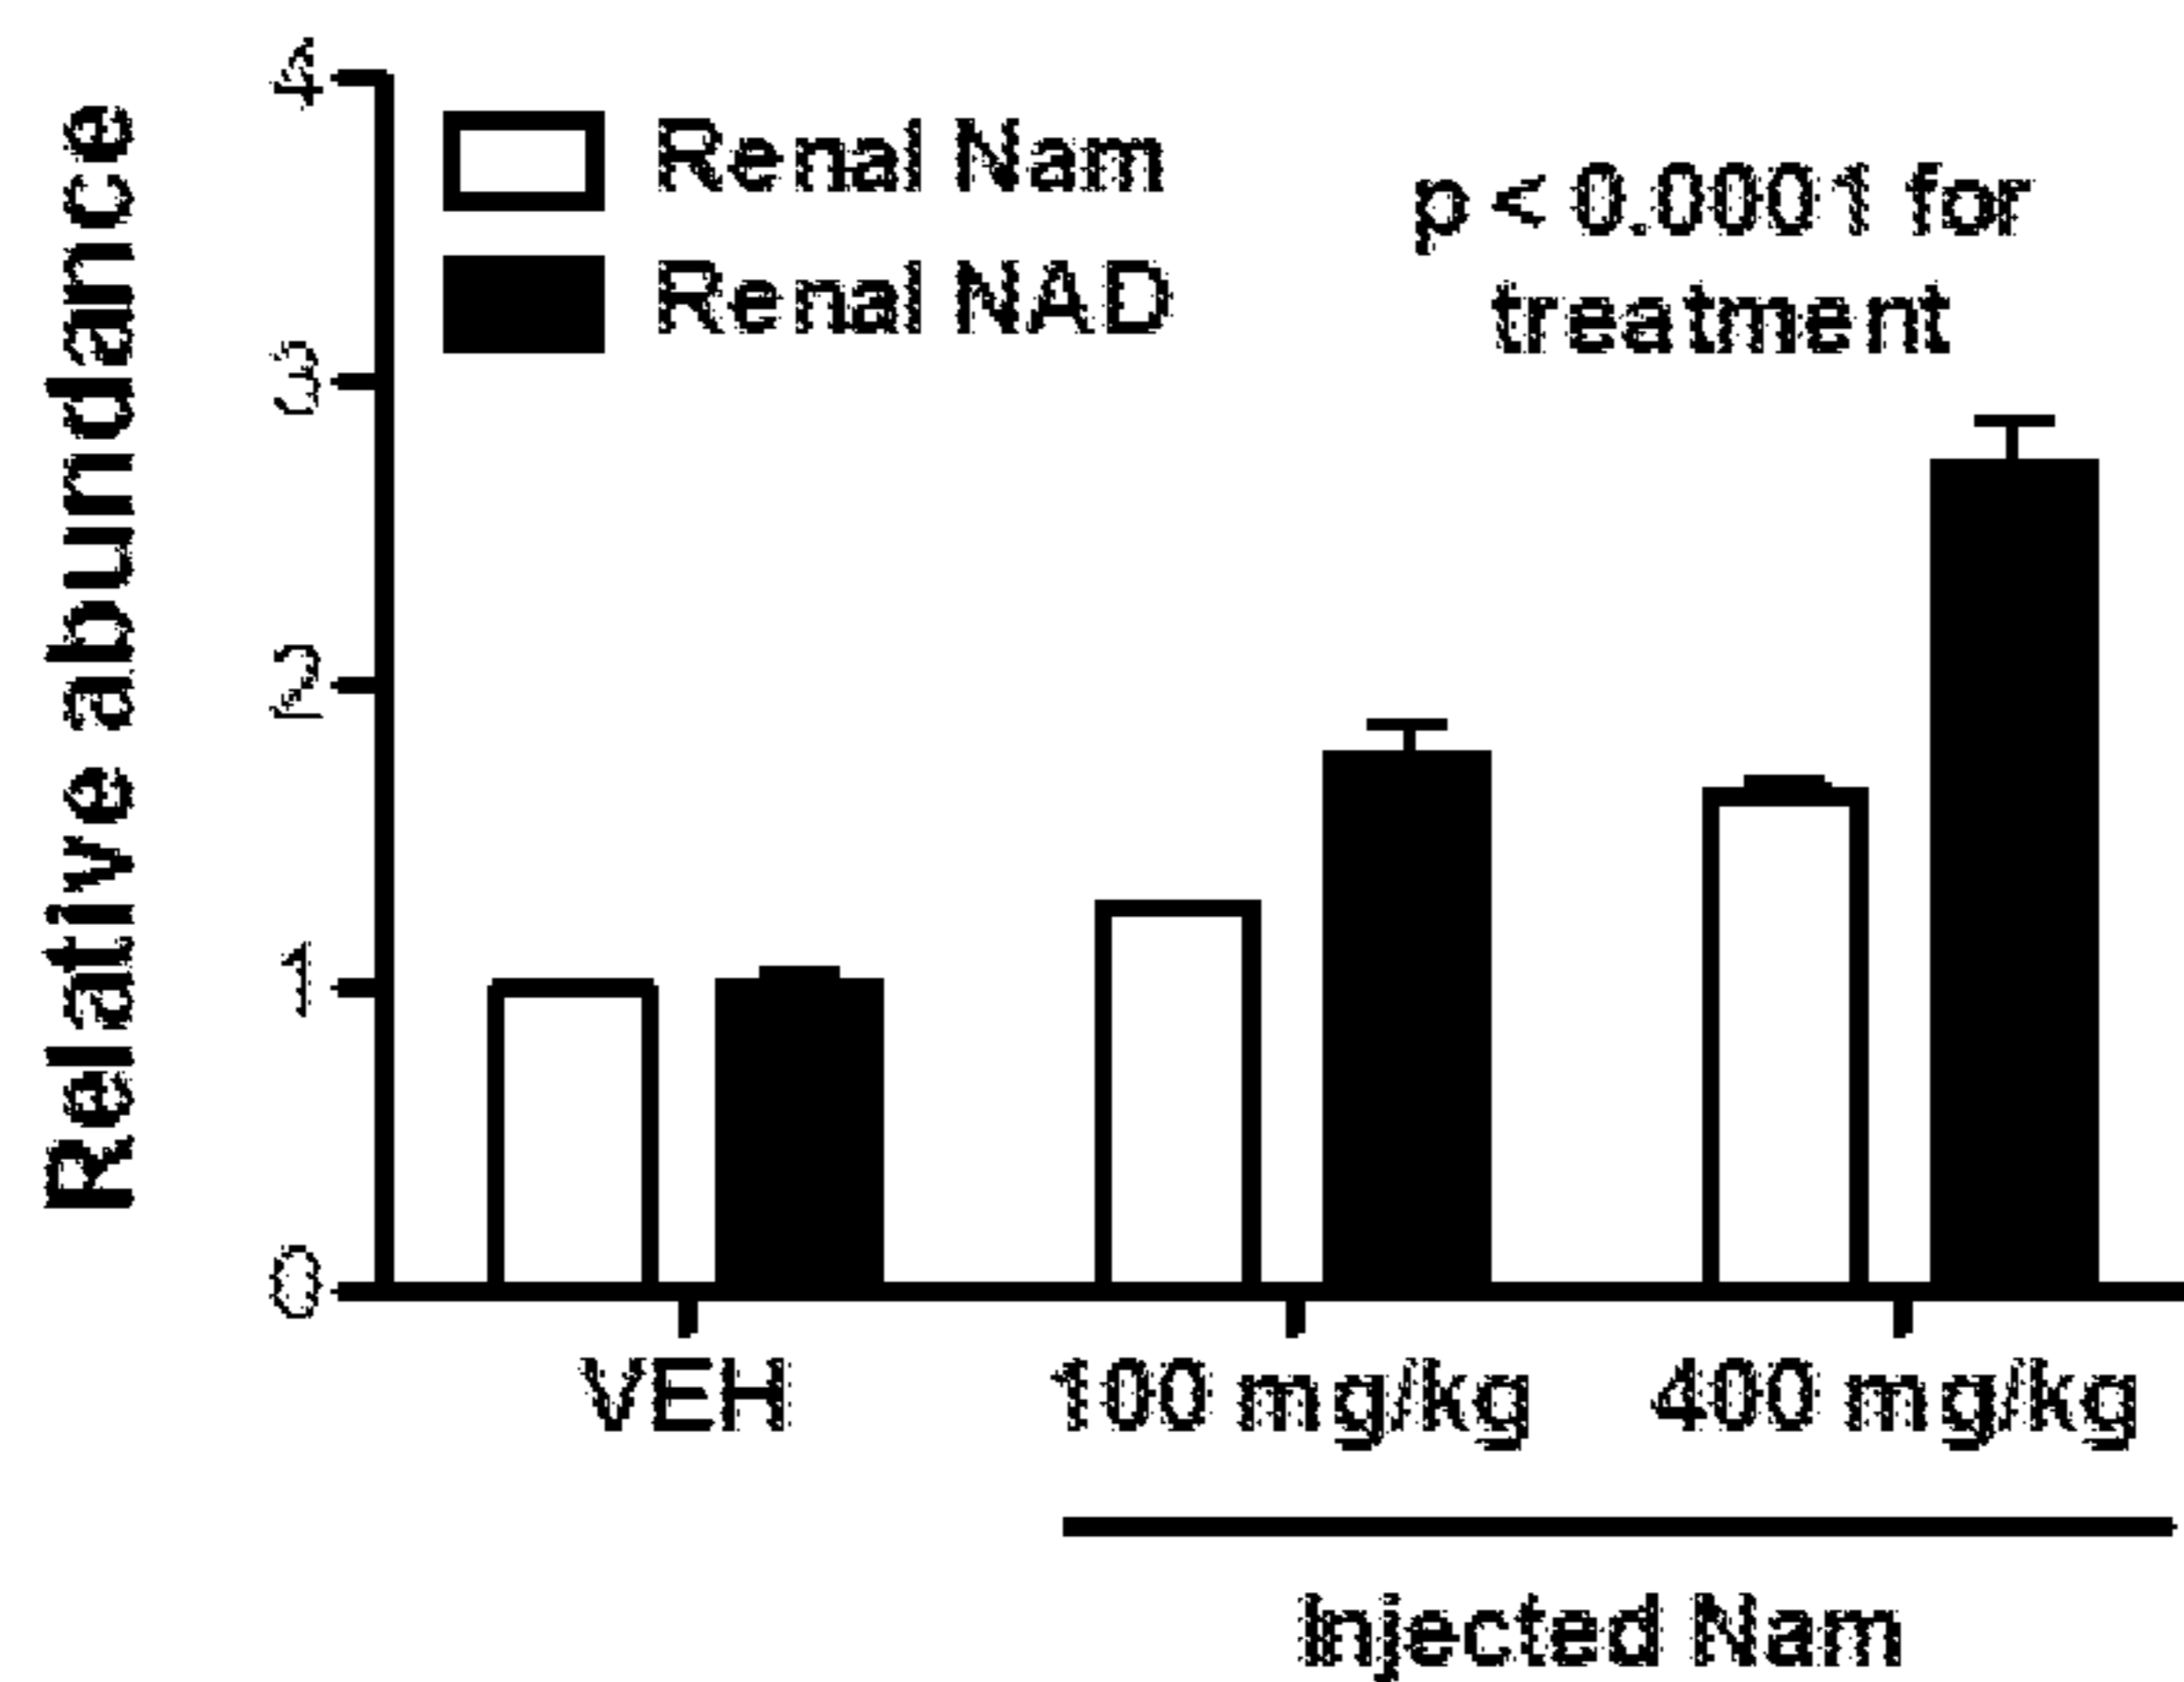 Relative abundance
4
3
2
1
0
Renal Nam
Renal NAD
p < 0.0001 for
treatment
VEH
100 mg/kg
400 mg/kg
Injected Nam